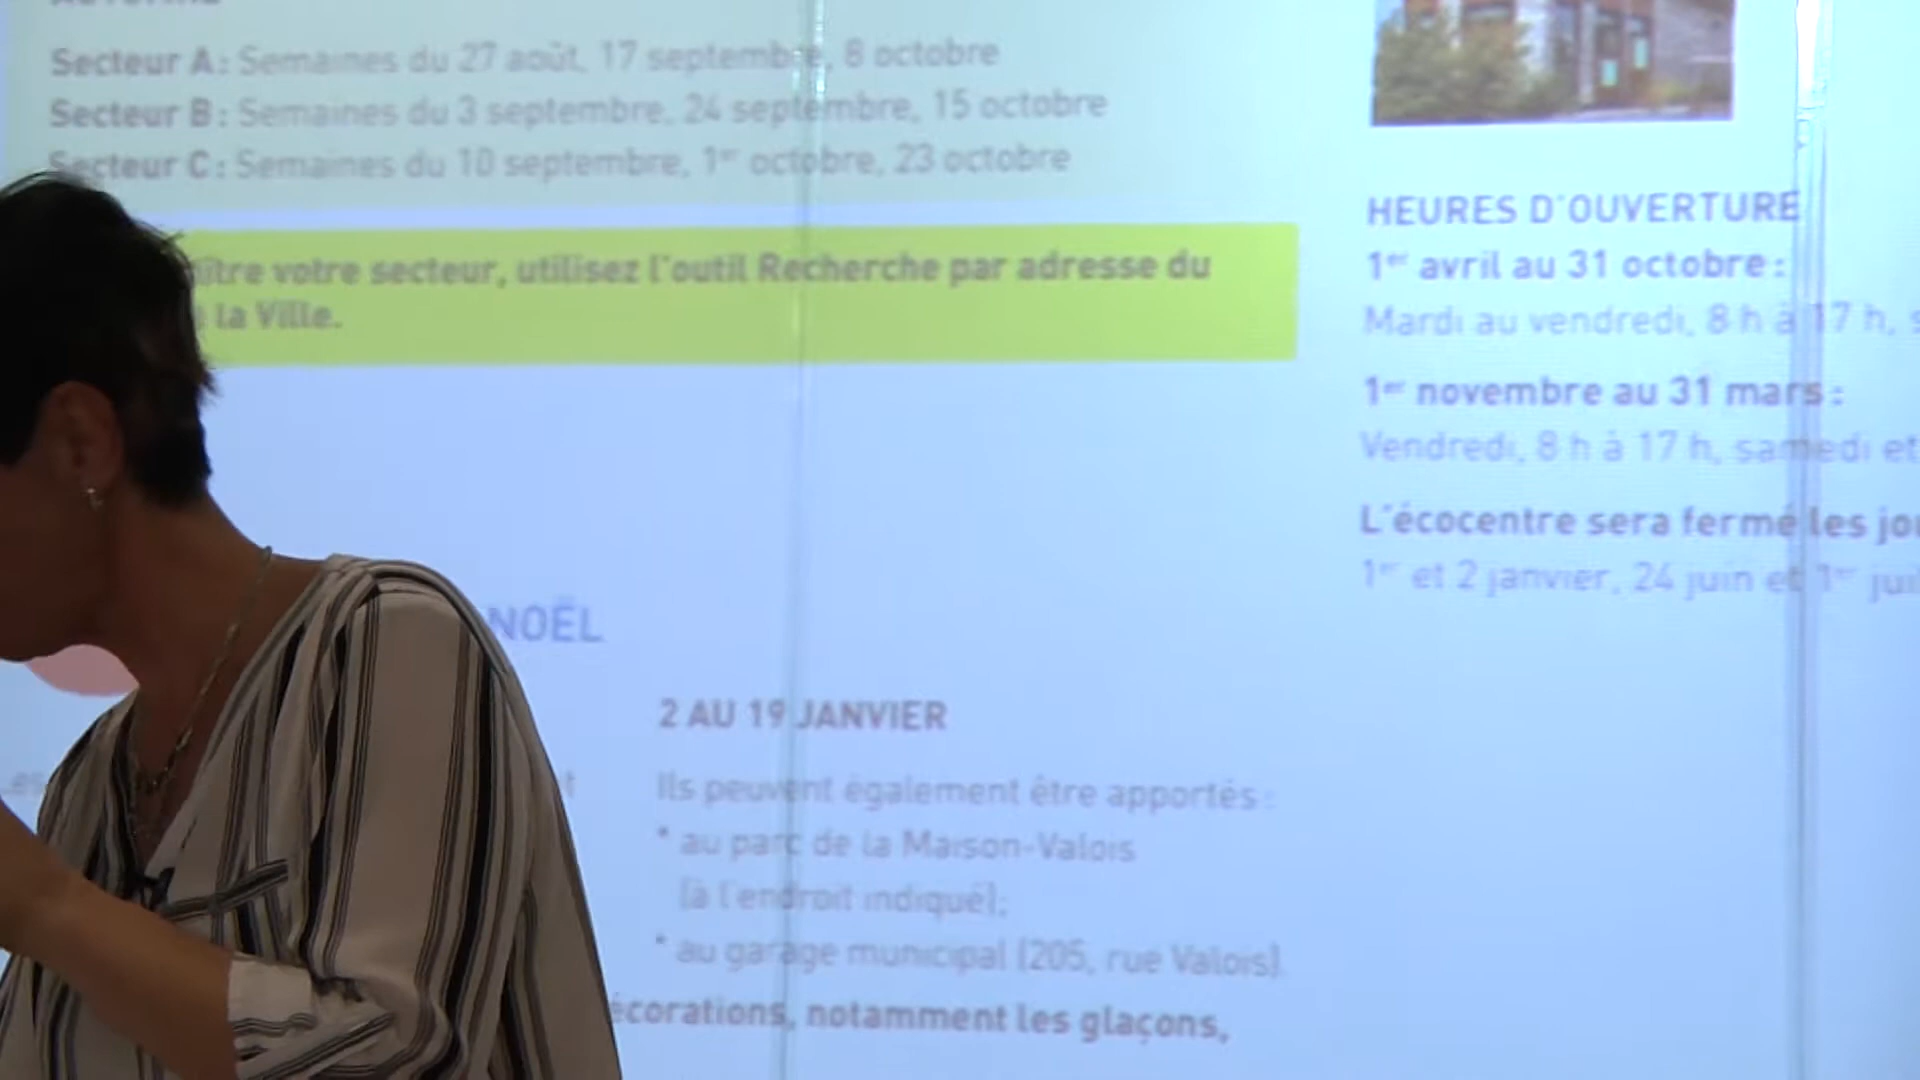 Secteur A : Semaines du 27 août, 17 septembre, 8 octobre
Secteur B : Semaines du 3 septembre, 24 septembre, 15 octobre
Secteur C : Semaines du 10 septembre, 1er octobre, 23 octobre
ître votre secteur, utilisez l'outil Recherche par adresse du
la Ville.
NOËL
2 AU 19 JANVIER
Ils peuvent également être apportés :
* au parc de la Maison-Valois
(à l'endroit indiqué);
* au garage municipal (205, rue Valois).
écorations, notamment les glaçons,
HEURES D'OUVERTURE
1er avril au 31 octobre :
Mardi au vendredi, 8 h à 17 h, s
1er novembre au 31 mars :
Vendredi, 8 h à 17 h, samedi et
L'écocentre sera fermé les jo
1er et 2 janvier, 24 juin et 1er jui